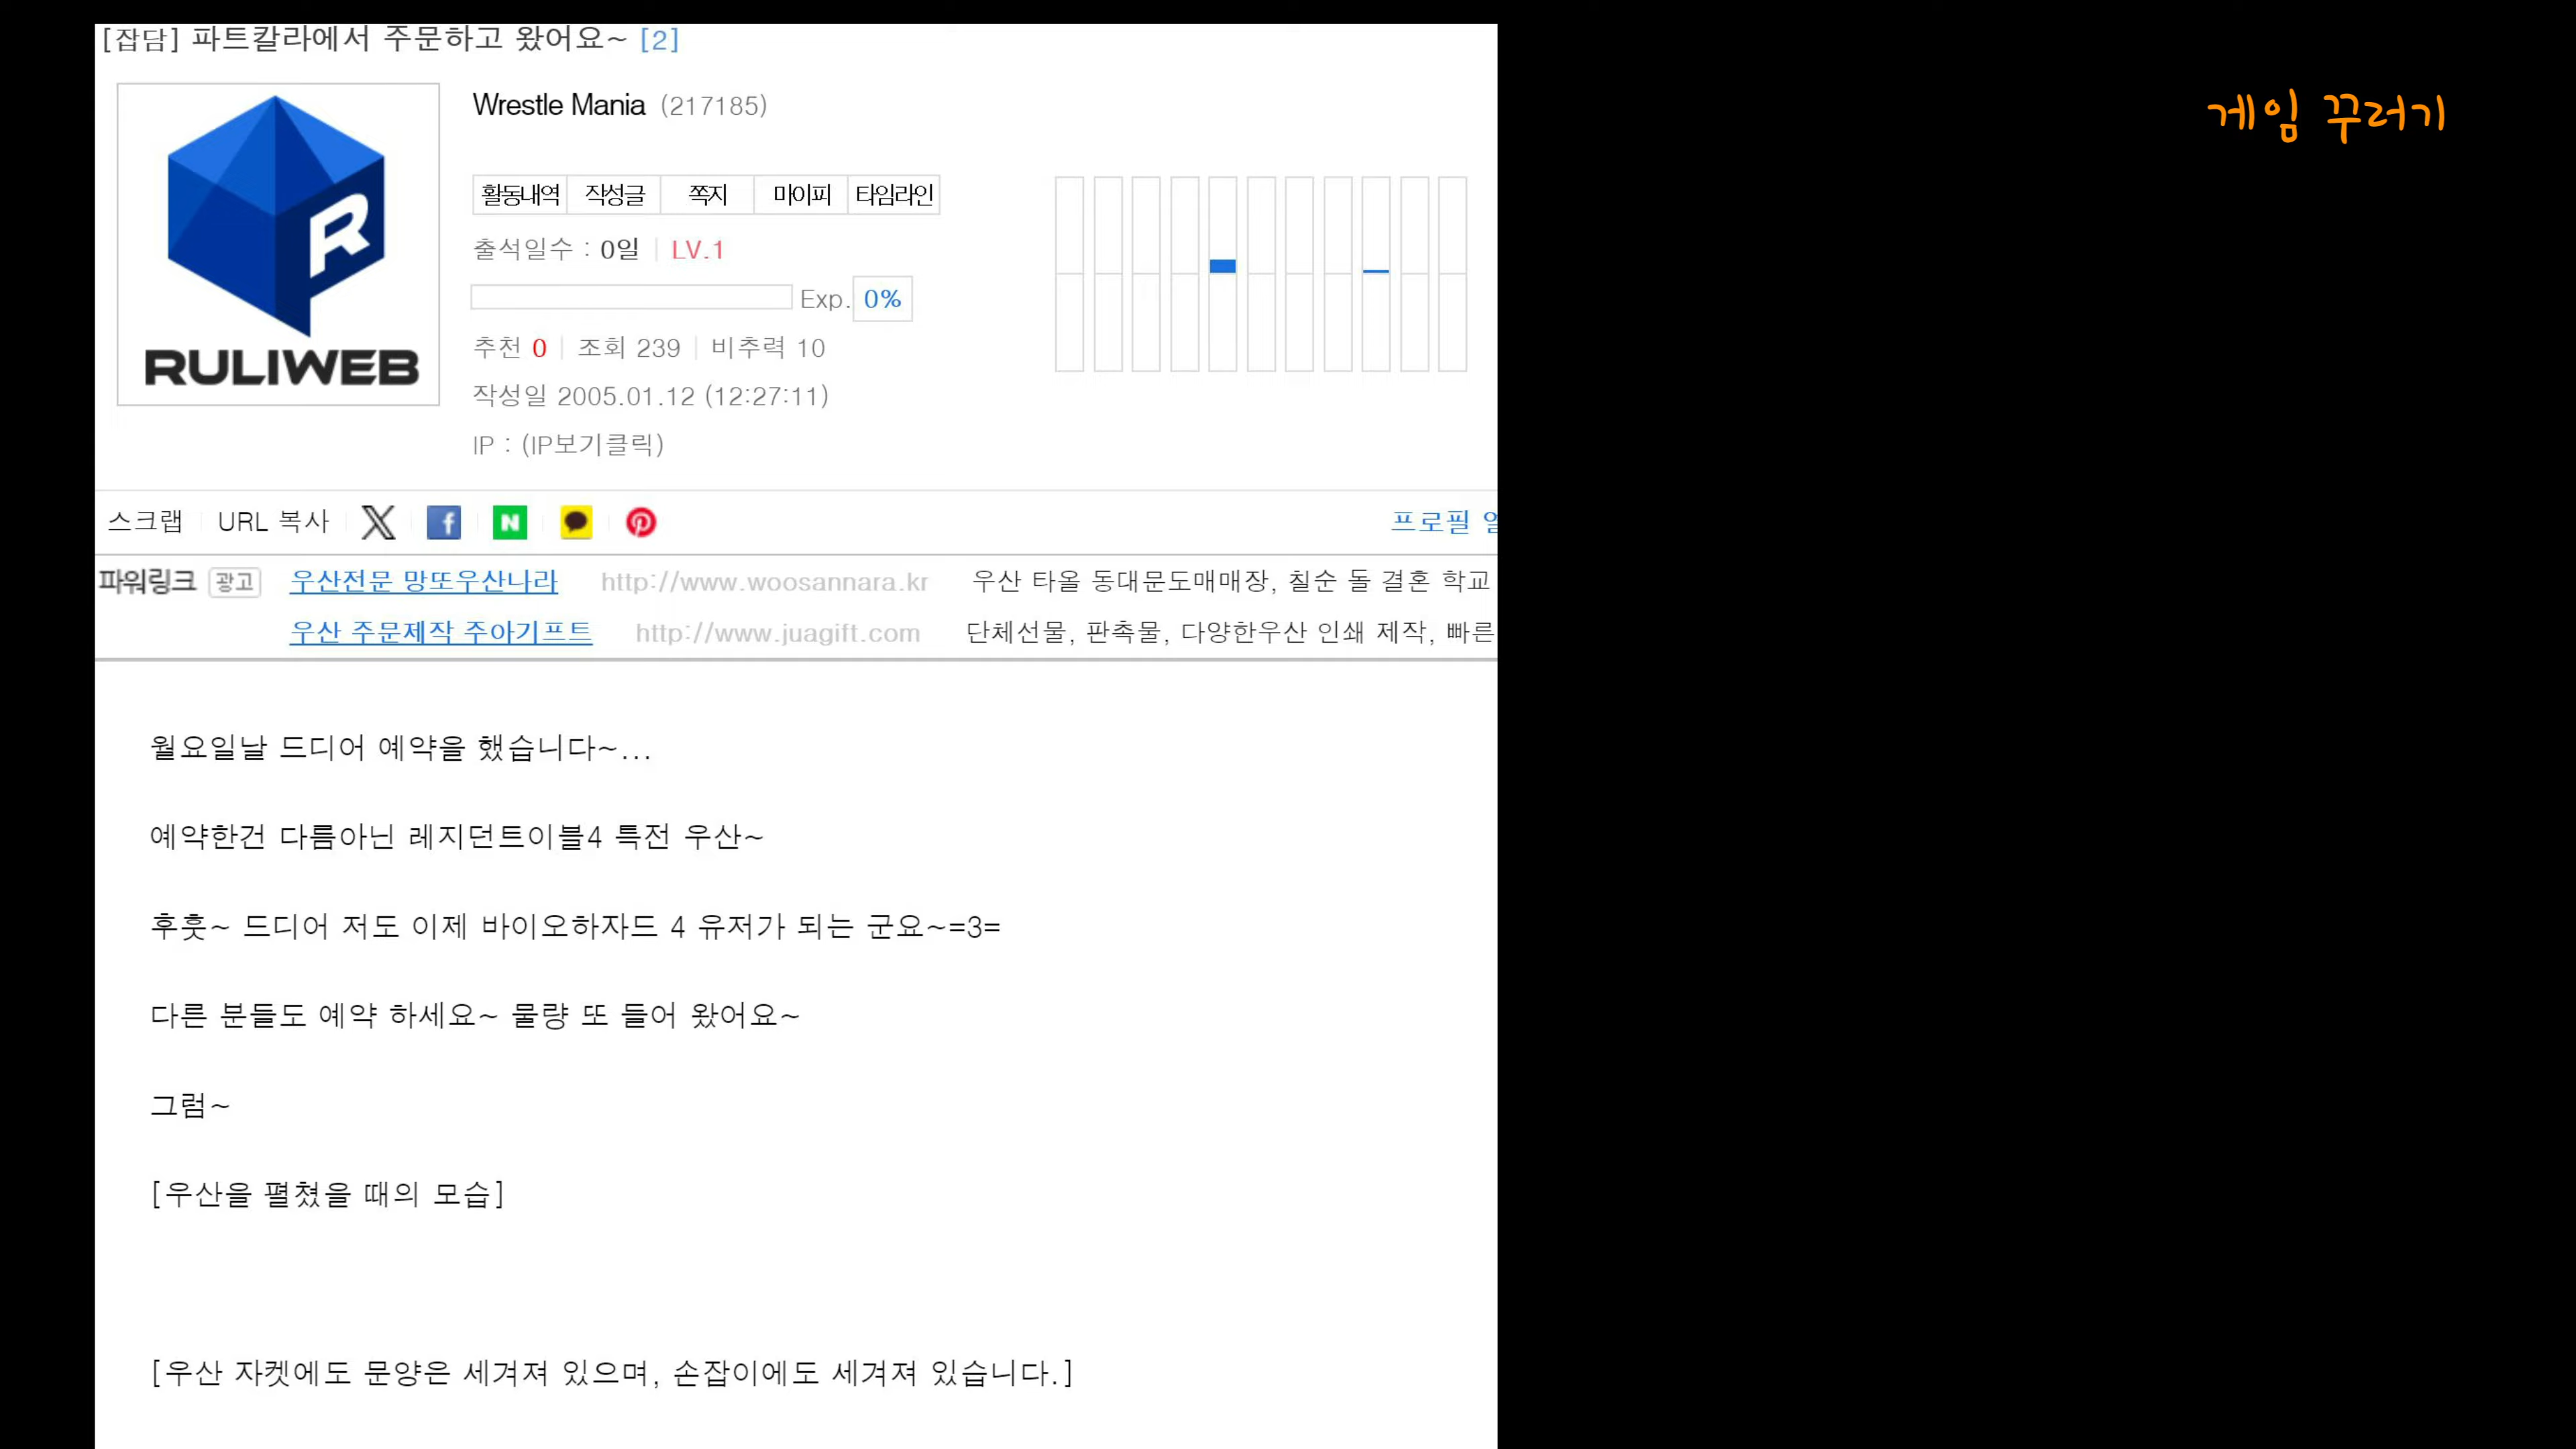 [잡담] 파트칼라에서 주문하고 왔어요~ [2]
게임 꾸러기
Wrestle Mania (217185)
활동내역 작성글 쪽지 마이피 타임라인
출석일수 : 0일 LV.1
Exp. 0%
추천 0 조회 239 비추력 10
작성일 2005.01.12 (12:27:11)
IP : (IP보기클릭)
R
RULIWEB
스크랩 URL 복사 프로필
파워링크 광고 우산전문 망또우산나라 http://www.woosannara.kr 우산 타올 동대문도매매장, 칠순 돌 결혼 학교
우산 주문제작 주아기프트 http://www.juagift.com 단체선물, 판촉물, 다양한우산 인쇄 제작, 빠른
월요일날 드디어 예약을 했습니다~...
예약한건 다름아닌 레지던트이블4 특전 우산~
후훗~ 드디어 저도 이제 바이오하자드 4 유저가 되는 군요~=3=
다른 분들도 예약 하세요~ 물량 또 들어 왔어요~
그럼~
[우산을 펼쳤을 때의 모습]
[우산 자켓에도 문양은 세겨져 있으며, 손잡이에도 세겨져 있습니다.]